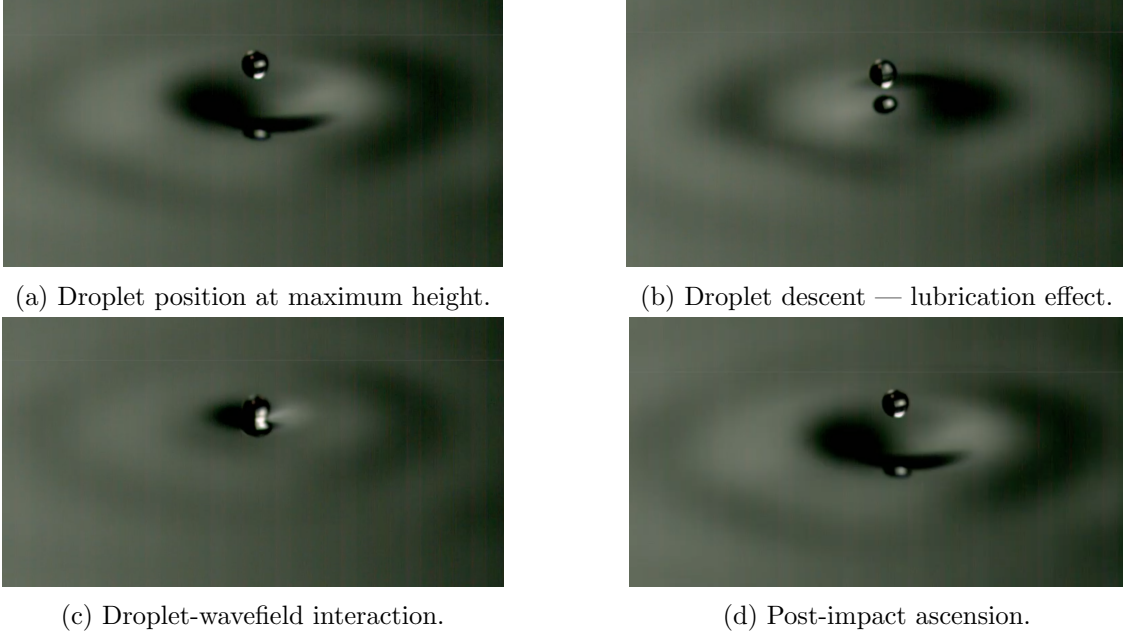 (a) Droplet position at maximum height.
(b) Droplet descent — lubrication effect.
(c) Droplet-wavefield interaction.
(d) Post-impact ascension.